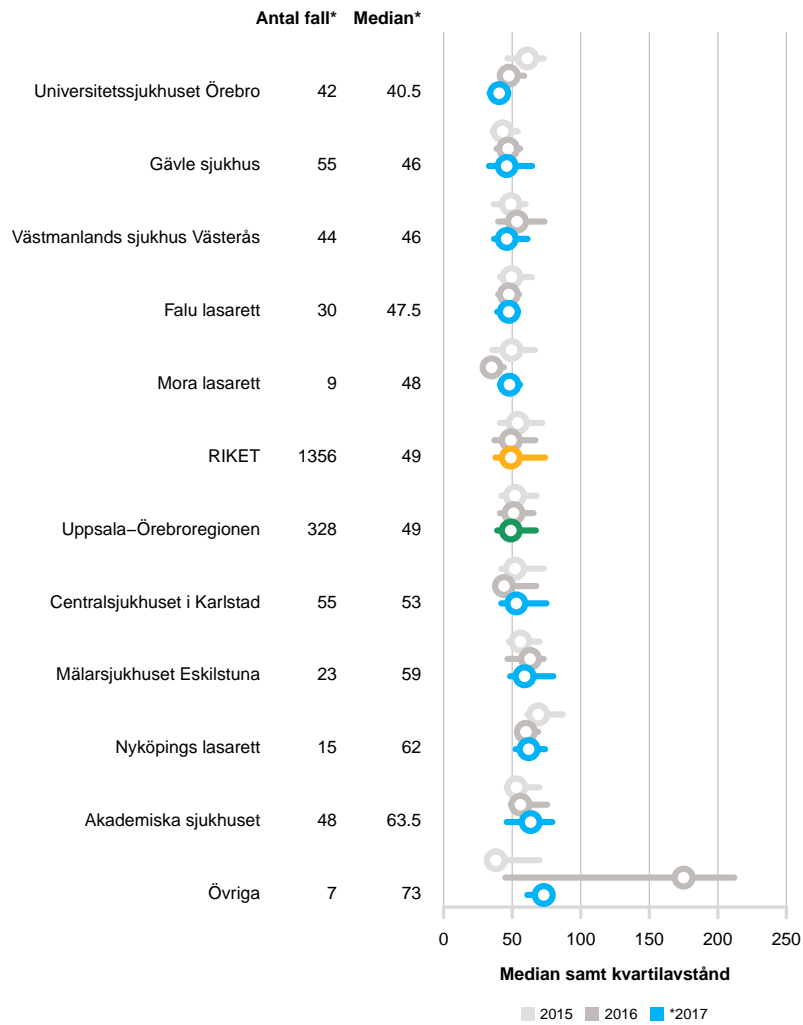 Antal fall* Median*
Universitetssjukhuset Örebro 42 40.5
Gävle sjukhus 55 46
Västmanlands sjukhus Västerås 44 46
Falu lasarett 30 47.5
Mora lasarett 9 48
RIKET 1356 49
Uppsala−Örebroregionen 328 49
Centralsjukhuset i Karlstad 55 53
Mälarsjukhuset Eskilstuna 23 59
Nyköpings lasarett 15 62
Akademiska sjukhuset 48 63.5
Övriga 7 73
0 50 100 150 200 250
Median samt kvartilavstånd
2015 2016 *2017